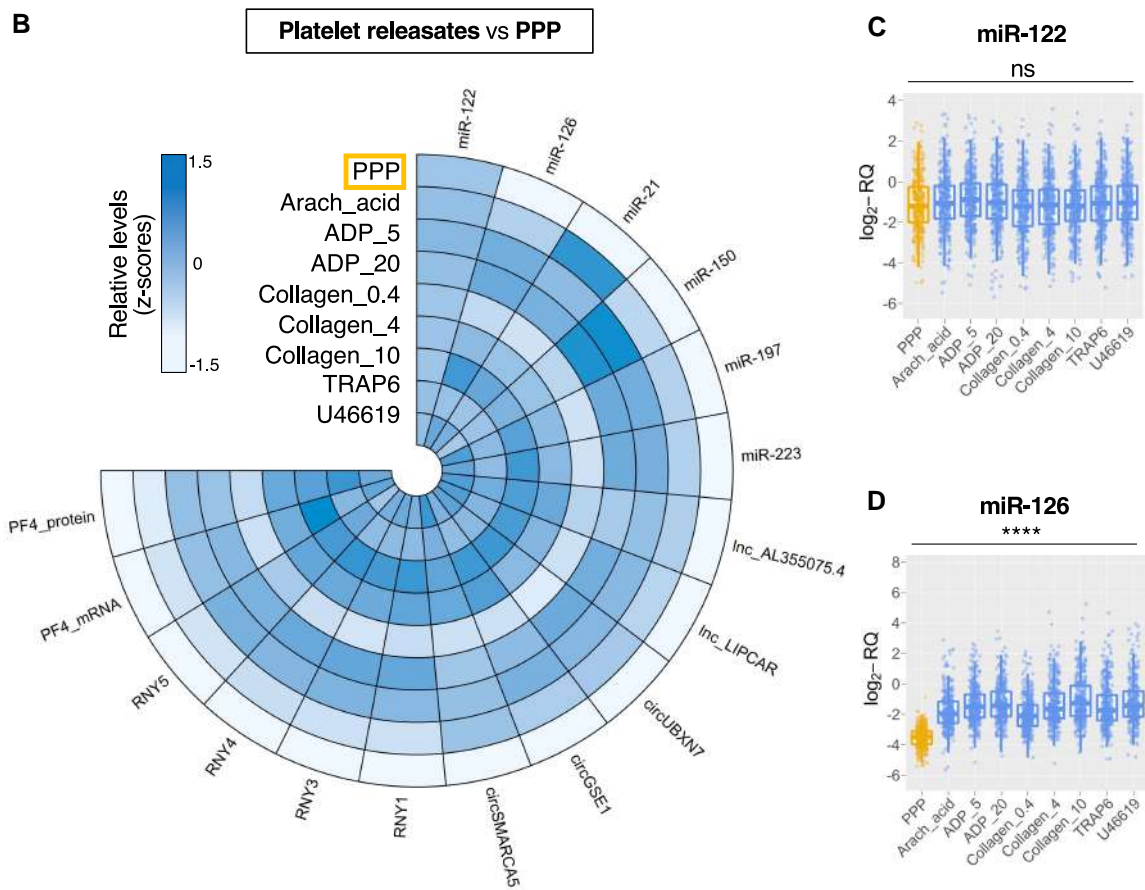 B
Platelet releasates vs PPP
1.5
0
-1.5
Relative levels
(z-scores)
PPP
Arach_acid
ADP_5
ADP_20
Collagen_0.4
Collagen_4
Collagen_10
TRAP6
U46619
miR-122
miR-126
miR-21
miR-150
miR-197
miR-223
lnc_AL355075.4
lnc_LIPCAR
circUBXN7
circGSE1
circSMARCA5
RNY1
RNY3
RNY4
RNY5
PF4_mRNA
PF4_protein
C
miR-122
ns
log2– RQ
4
2
0
-2
-4
-6
PPP
Arach_acid
ADP_5
ADP_20
Collagen_0.4
Collagen_4
Collagen_10
TRAP6
U46619
D
miR-126
****
log2– RQ
8
6
4
2
0
-2
-4
-6
PPP
Arach_acid
ADP_5
ADP_20
Collagen_0.4
Collagen_4
Collagen_10
TRAP6
U46619